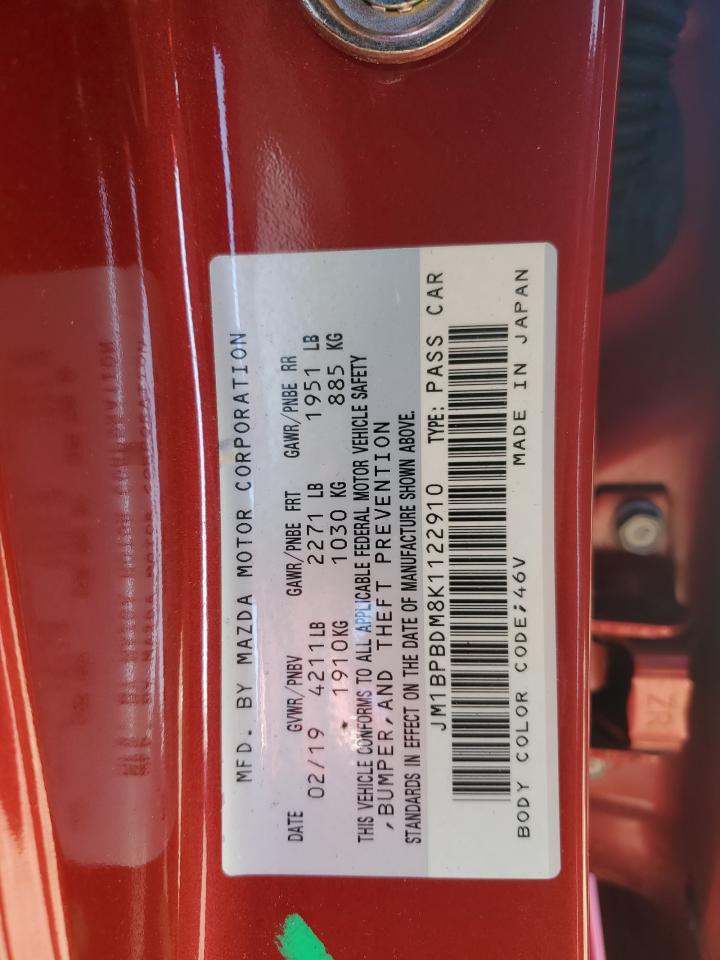 MFD. BY MAZDA MOTOR CORPORATION
DATE GVWR/PNBV GAWR/PNBE FRT GAWR/PNBE RR
02/19 4211LB 2271 LB 1951 LB
1910KG 1030 KG 885 KG
THIS VEHICLE CONFORMS TO ALL APPLICABLE FEDERAL MOTOR VEHICLE SAFETY
,BUMPER,AND THEFT PREVENTION
STANDARDS IN EFFECT ON THE DATE OF MANUFACTURE SHOWN ABOVE.
JM1BPBDM8K1122910 TYPE: PASS CAR
BODY COLOR CODE;46V MADE IN JAPAN
ZR